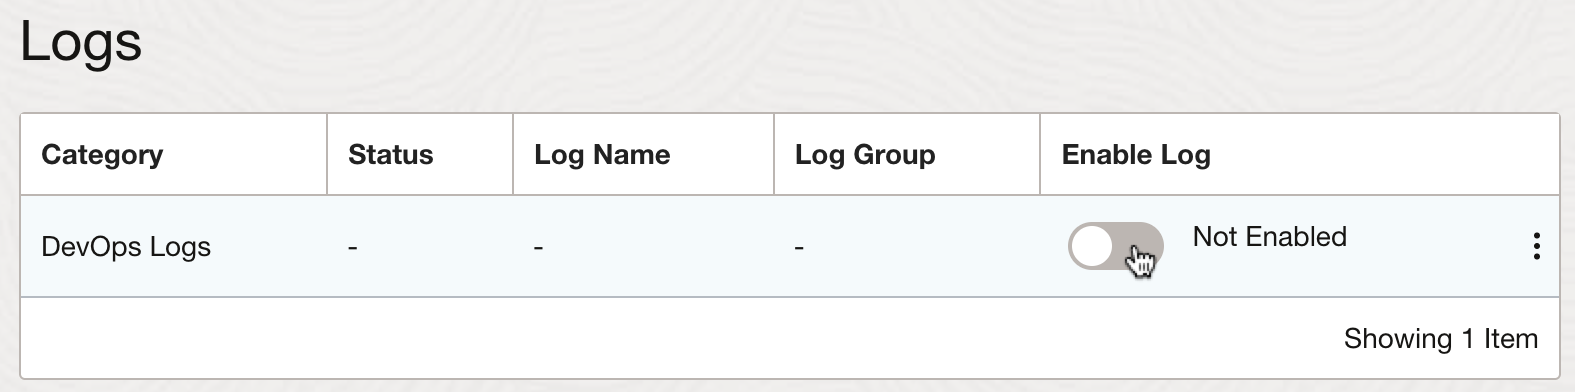 Logs
Category Status Log Name Log Group Enable Log
DevOps Logs - - - Not Enabled
Showing 1 Item